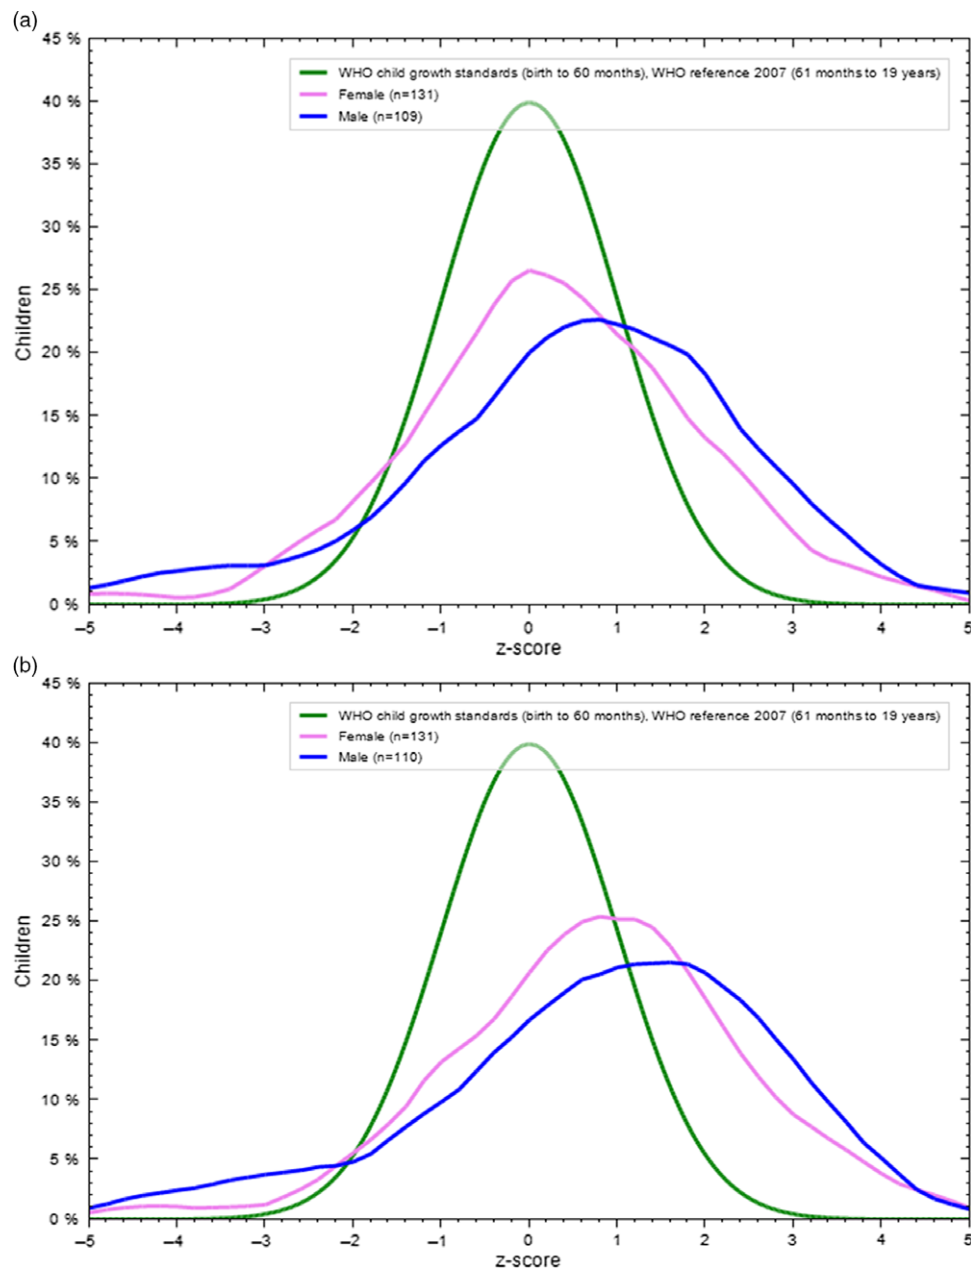 (a)
45 %
40 %
35 %
30 %
25 %
20 %
15 %
10 %
5 %
0 %
Children
WHO child growth standards (birth to 60 months), WHO reference 2007 (61 months to 19 years)
Female (n=131)
Male (n=109)
−5 −4 −3 −2 −1 0 1 2 3 4 5
z-score
(b)
45 %
40 %
35 %
30 %
25 %
20 %
15 %
10 %
5 %
0 %
Children
WHO child growth standards (birth to 60 months), WHO reference 2007 (61 months to 19 years)
Female (n=131)
Male (n=110)
−5 −4 −3 −2 −1 0 1 2 3 4 5
z-score